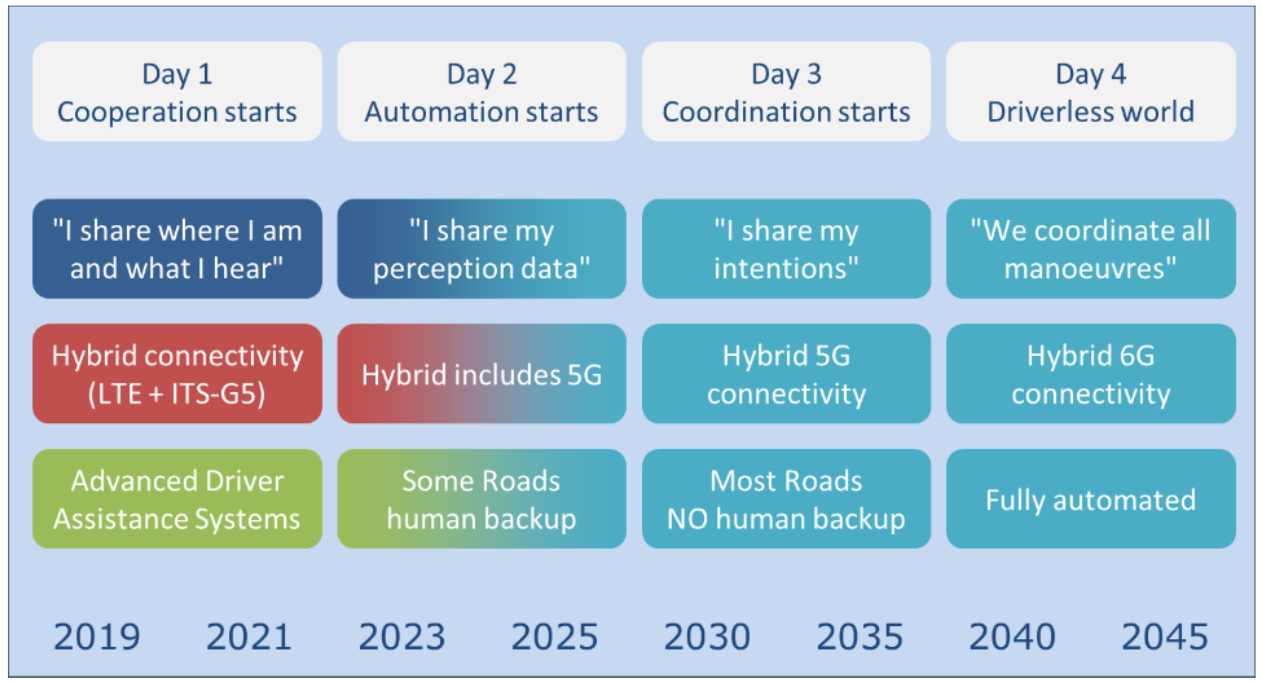 Day 1
Cooperation starts
Day 2
Automation starts
Day 3
Coordination starts
Day 4
Driverless world
"I share where I am
and what I hear"
"I share my
perception data"
"I share my
intentions"
"We coordinate all
manoeuvres"
Hybrid connectivity
(LTE + ITS-G5)
Hybrid includes 5G
Hybrid 5G
connectivity
Hybrid 6G
connectivity
Advanced Driver
Assistance Systems
Some Roads
human backup
Most Roads
NO human backup
Fully automated
2019 2021 2023 2025 2030 2035 2040 2045